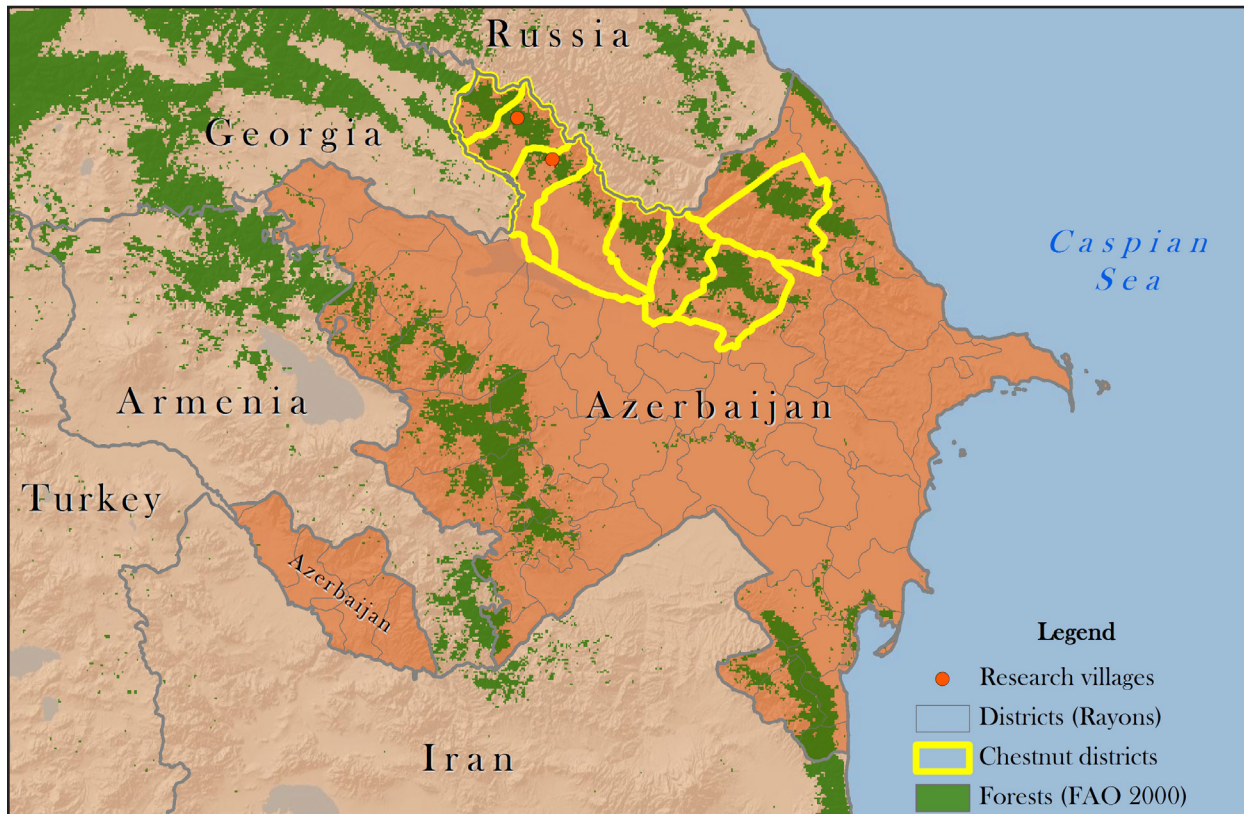 Russia
Georgia
Caspian
Sea
Armenia
Azerbaijan
Turkey
Azerbaijan
Iran
Legend
Research villages
Districts (Rayons)
Chestnut districts
Forests (FAO 2000)